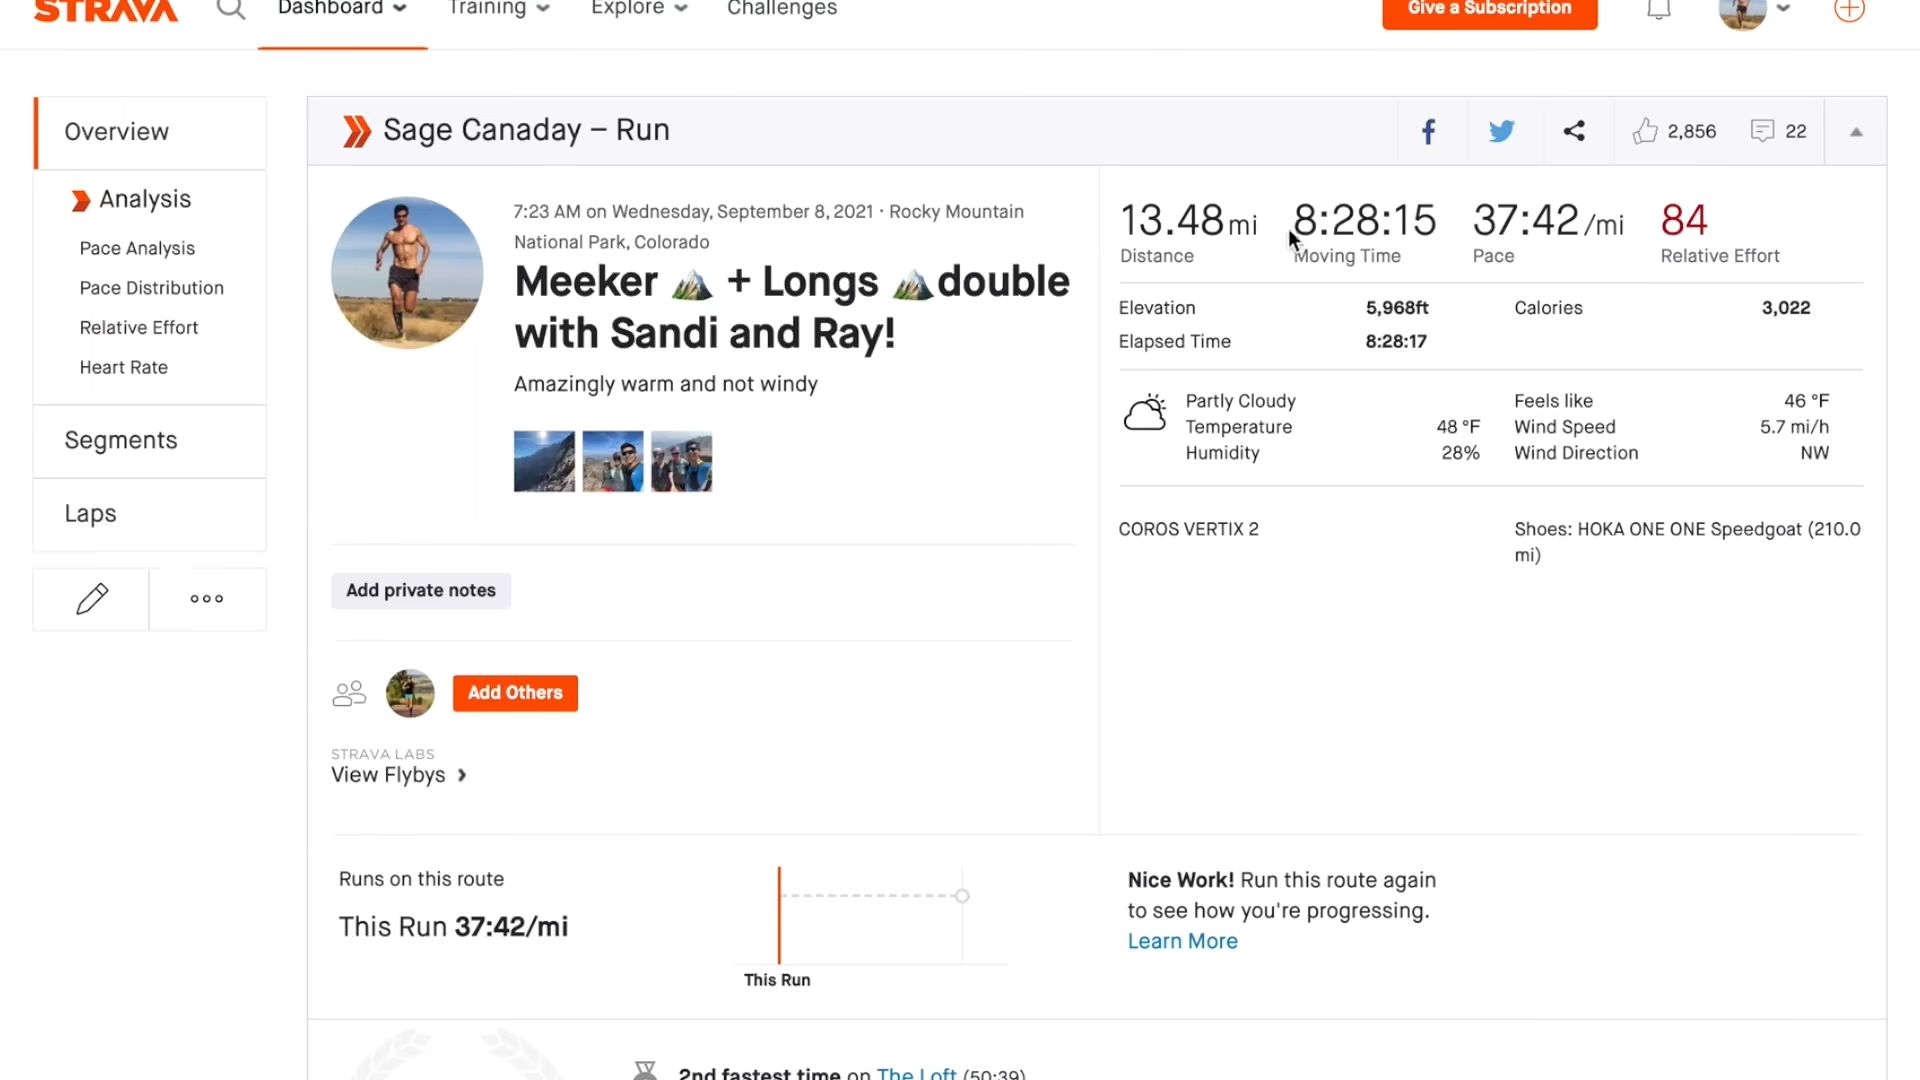 STRAVA
Dashboard
Training
Explore
Challenges
Give a Subscription
Overview
Analysis
Pace Analysis
Pace Distribution
Relative Effort
Heart Rate
Segments
Laps
Sage Canaday – Run
2,856
22
7:23 AM on Wednesday, September 8, 2021 · Rocky Mountain
National Park, Colorado
Meeker ⛰️ + Longs ⛰️double
with Sandi and Ray!
Amazingly warm and not windy
Add private notes
Add Others
STRAVA LABS
View Flybys
13.48 mi 8:28:15 37:42 /mi 84
Distance Moving Time Pace Relative Effort
Elevation 5,968ft Calories 3,022
Elapsed Time 8:28:17
Partly Cloudy Feels like 46 °F
Temperature 48 °F Wind Speed 5.7 mi/h
Humidity 28% Wind Direction NW
COROS VERTIX 2
Shoes: HOKA ONE ONE Speedgoat (210.0
mi)
Runs on this route
This Run 37:42/mi
This Run
Nice Work! Run this route again
to see how you're progressing.
Learn More
2nd fastest time on The Loft (50:39)